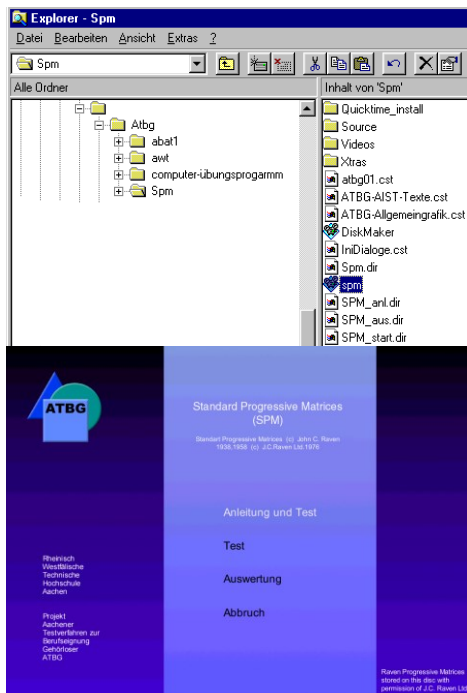 Explorer - Spm
Datei Bearbeiten Ansicht Extras ?
Spm
Alle Ordner
Inhalt von 'Spm'
Atbg
abat1
awt
computer-übungsprogarmm
Spm
Quicktime_install
Source
Videos
Xtras
atbg01.cst
ATBG-AIST-Texte.cst
ATBG-Allgemeingrafik.cst
DiskMaker
IniDialoge.cst
Spm.dir
spm
SPM_anl.dir
SPM_aus.dir
SPM_start.dir
ATBG
Standard Progressive Matrices
(SPM)
Standart Progressive Matrices (c) John C. Raven
1938,1958 (c) J.C.Raven Ltd.1976
Anleitung und Test
Test
Auswertung
Abbruch
Rheinisch
Westfälische
Technische
Hochschule
Aachen
Projekt
Aachener
Testverfahren zur
Berufseignung
Gehörloser
ATBG
Raven Progressive Matrices
stored on this disc with
permission of J.C. Raven Ltd